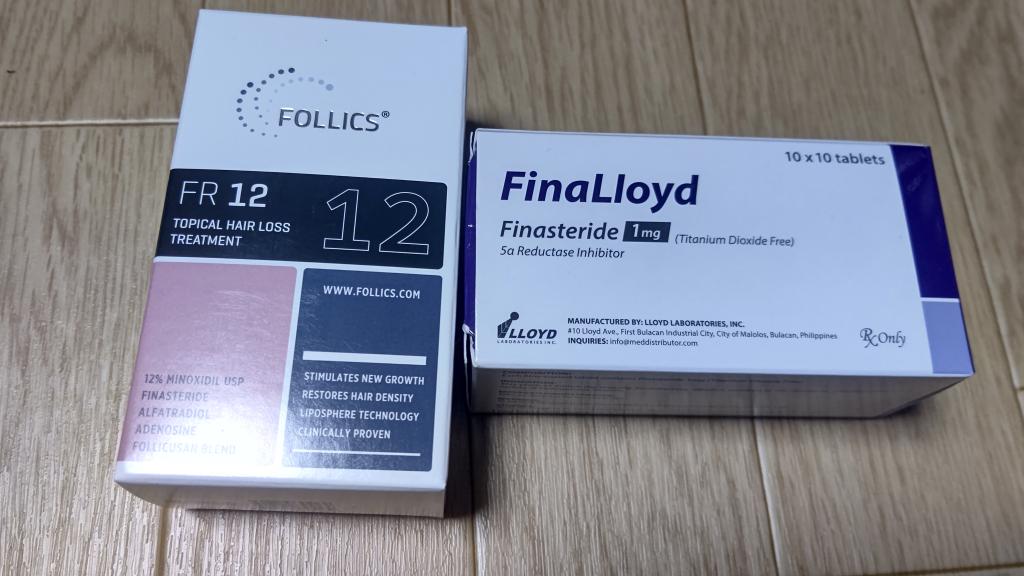 FOLLICS®
FR 12
12
TOPICAL HAIR LOSS
TREATMENT
WWW.FOLLICS.COM
12% MINOXIDIL USP
FINASTERIDE
ALFATRADIOL
ADENOSINE
FOLLICUSAN BLEND
STIMULATES NEW GROWTH
RESTORES HAIR DENSITY
LIPOSPHERE TECHNOLOGY
CLINICALLY PROVEN
10 x 10 tablets
FinaLloyd
Finasteride 1mg (Titanium Dioxide Free)
5a Reductase Inhibitor
LLOYD
LABORATORIES INC.
MANUFACTURED BY: LLOYD LABORATORIES, INC.
#10 Lloyd Ave., First Bulacan Industrial City, City of Malolos, Bulacan, Philippines
INQUIRIES: info@meddistributor.com
Rx Only